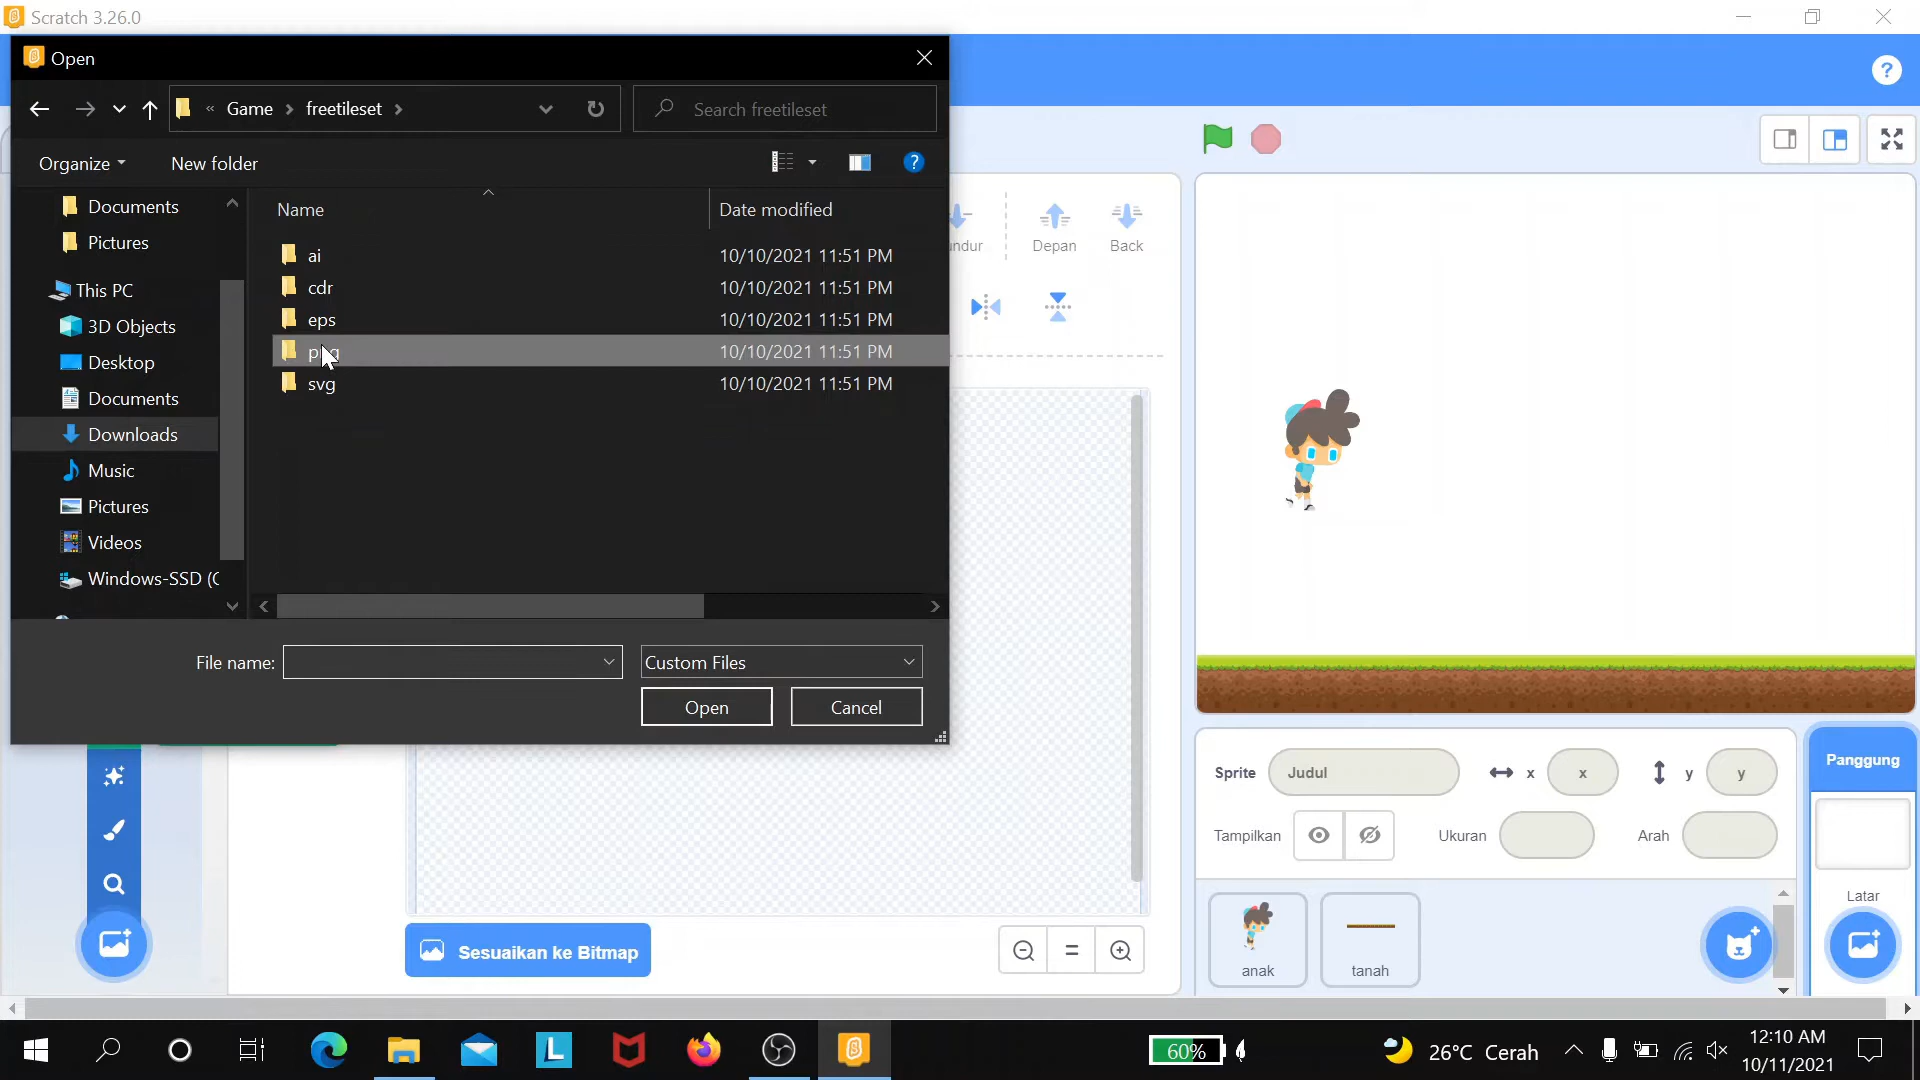 Scratch 3.26.0
Open
« Game > freetileset >
Search freetileset
Organize
New folder
Documents
Pictures
This PC
3D Objects
Desktop
Documents
Downloads
Music
Pictures
Videos
Windows-SSD (C
Name
Date modified
ai 10/10/2021 11:51 PM
cdr 10/10/2021 11:51 PM
eps 10/10/2021 11:51 PM
png 10/10/2021 11:51 PM
svg 10/10/2021 11:51 PM
File name:
Custom Files
Open
Cancel
undur
Depan
Back
Sesuaikan ke Bitmap
Sprite
Judul
x
x
y
y
Tampilkan
Ukuran
Arah
Panggung
Latar
anak
tanah
60%
26°C Cerah
12:10 AM
10/11/2021